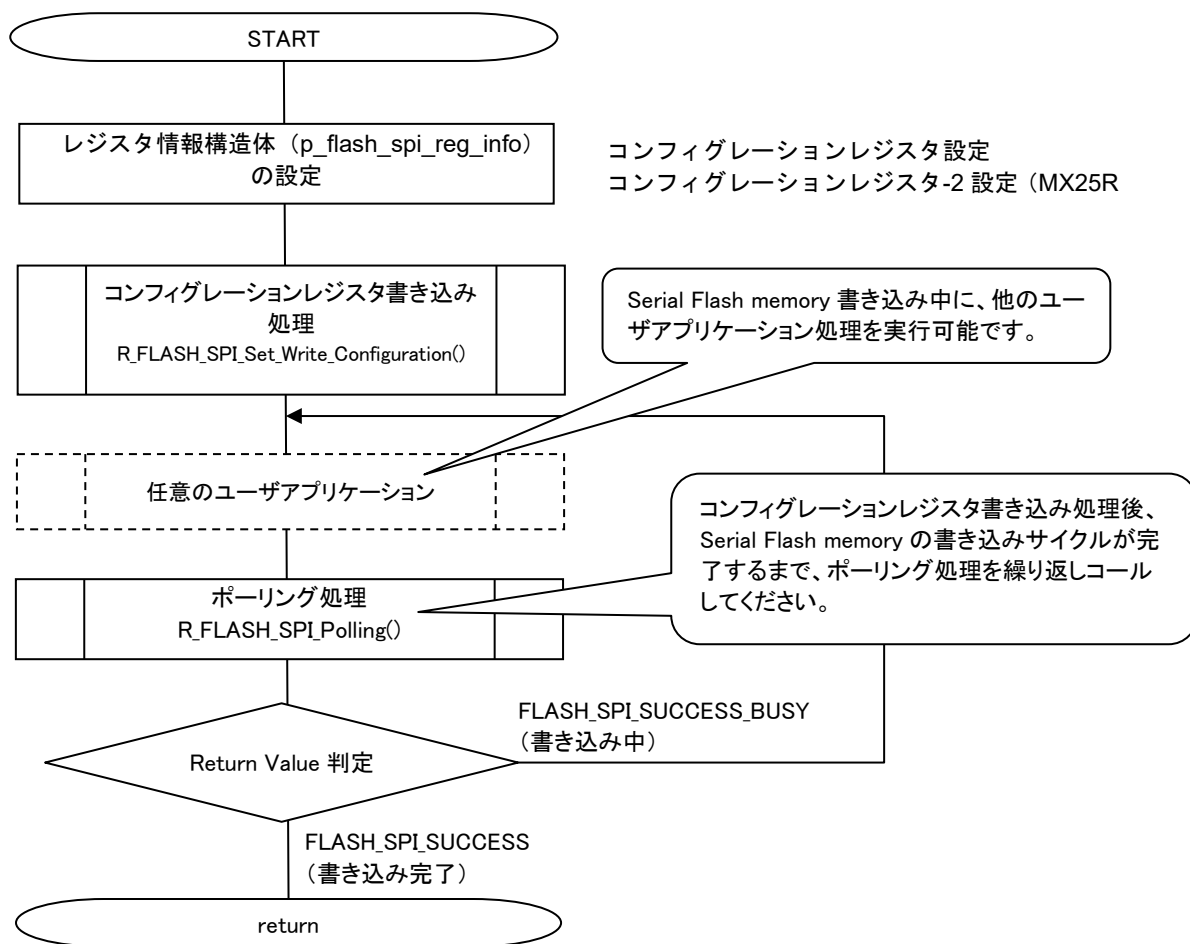 START
レジスタ情報構造体（p_flash_spi_reg_info）
の設定
コンフィグレーションレジスタ設定
コンフィグレーションレジスタ-2 設定（MX25R
コンフィグレーションレジスタ書き込み
処理
R_FLASH_SPI_Set_Write_Configuration()
Serial Flash memory 書き込み中に、他のユー
ザアプリケーション処理を実行可能です。
任意のユーザアプリケーション
コンフィグレーションレジスタ書き込み処理後、
Serial Flash memory の書き込みサイクルが完
了するまで、ポーリング処理を繰り返しコール
してください。
ポーリング処理
R_FLASH_SPI_Polling()
FLASH_SPI_SUCCESS_BUSY
（書き込み中）
Return Value 判定
FLASH_SPI_SUCCESS
（書き込み完了）
return